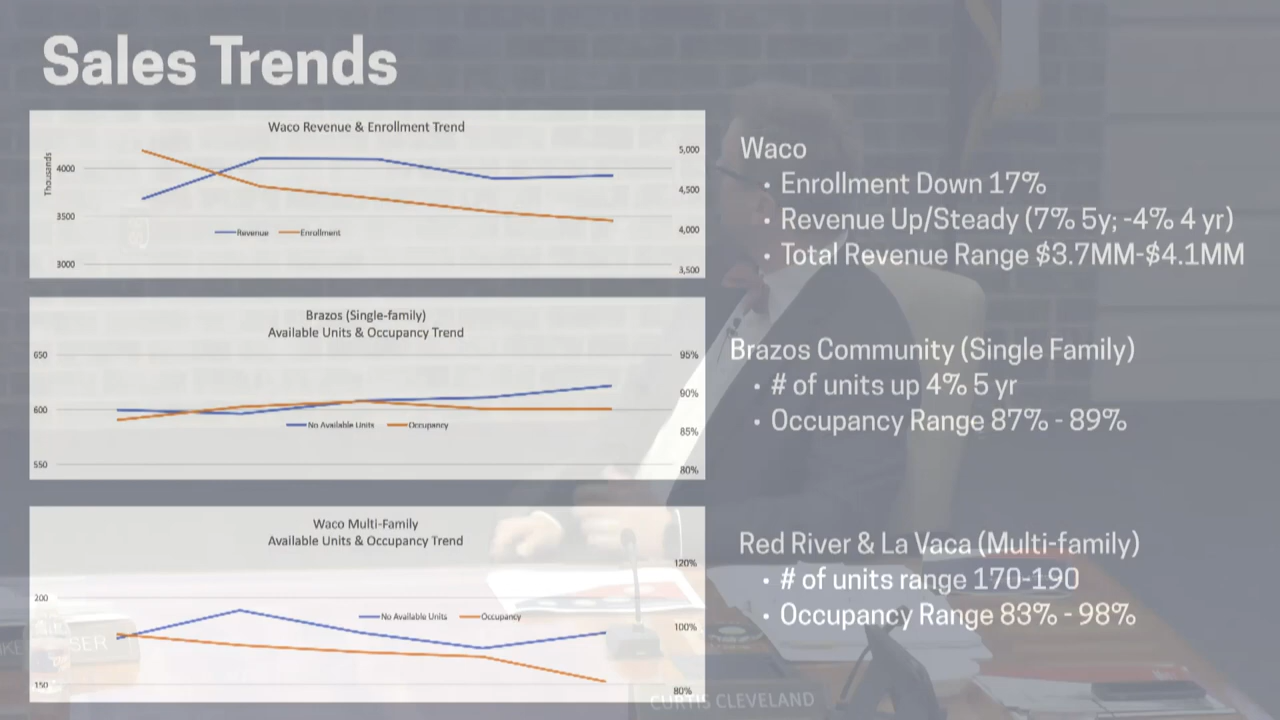 Sales Trends
Waco Revenue & Enrollment Trend
Thousands
4000
3500
3000
5,000
4,500
4,000
3,500
Revenue
Enrollment
Waco
• Enrollment Down 17%
• Revenue Up/Steady (7% 5y; -4% 4 yr)
• Total Revenue Range $3.7MM-$4.1MM
Brazos (Single-family)
Available Units & Occupancy Trend
650
600
550
95%
90%
85%
80%
No Available Units
Occupancy
Brazos Community (Single Family)
• # of units up 4% 5 yr
• Occupancy Range 87% - 89%
Waco Multi-Family
Available Units & Occupancy Trend
200
150
120%
100%
80%
No Available Units
Occupancy
Red River & La Vaca (Multi-family)
• # of units range 170-190
• Occupancy Range 83% - 98%
SER
CURTIS CLEVELAND